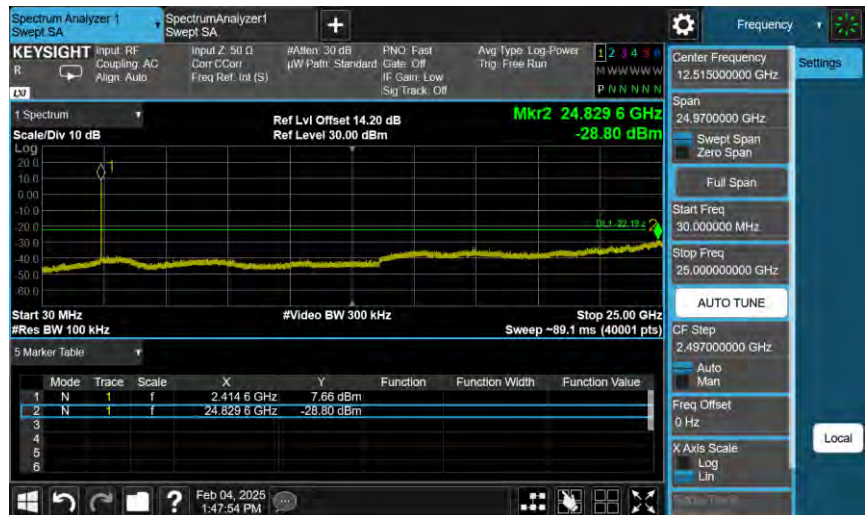 Spectrum Analyzer 1
Swept SA
SpectrumAnalyzer1
Swept SA
+
Frequency
KEYSIGHT
R
LXI
Input: RF
Coupling: AC
Align: Auto
Input Z: 50 Ω
Corr CCorr
Freq Ref: Int (S)
#Atten: 30 dB
µW Path: Standard
PNO: Fast
Gate: Off
IF Gain: Low
Sig Track: Off
Avg Type: Log-Power
Trig: Free Run
1 2 3 4 5 6
M W W W W W
P N N N N N
1 Spectrum
Scale/Div 10 dB
Ref Lvl Offset 14.20 dB
Ref Level 30.00 dBm
Mkr2 24.829 6 GHz
-28.80 dBm
Log
20.0
10.0
0.00
-10.0
-20.0
-30.0
-40.0
-50.0
-60.0
1
2
Start 30 MHz
#Res BW 100 kHz
#Video BW 300 kHz
Stop 25.00 GHz
Sweep ~89.1 ms (40001 pts)
5 Marker Table
Mode Trace Scale X Y Function Function Width Function Value
1 N 1 f 2.414 6 GHz 7.66 dBm
2 N 1 f 24.829 6 GHz -28.80 dBm
3
4
5
6
Center Frequency
12.515000000 GHz
Span
24.9700000 GHz
Swept Span
Zero Span
Full Span
Start Freq
30.000000 MHz
Stop Freq
25.000000000 GHz
AUTO TUNE
CF Step
2.497000000 GHz
Auto
Man
Freq Offset
0 Hz
X Axis Scale
Log
Lin
Settings
Local
?
Feb 04, 2025
1:47:54 PM